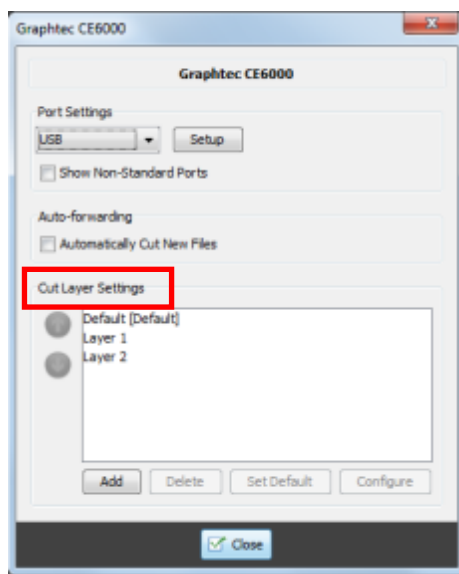 Graphtec CE6000
Graphtec CE6000
Port Settings
USB Setup
Show Non-Standard Ports
Auto-forwarding
Automatically Cut New Files
Cut Layer Settings
Default [Default]
Layer 1
Layer 2
Add Delete Set Default Configure
Close